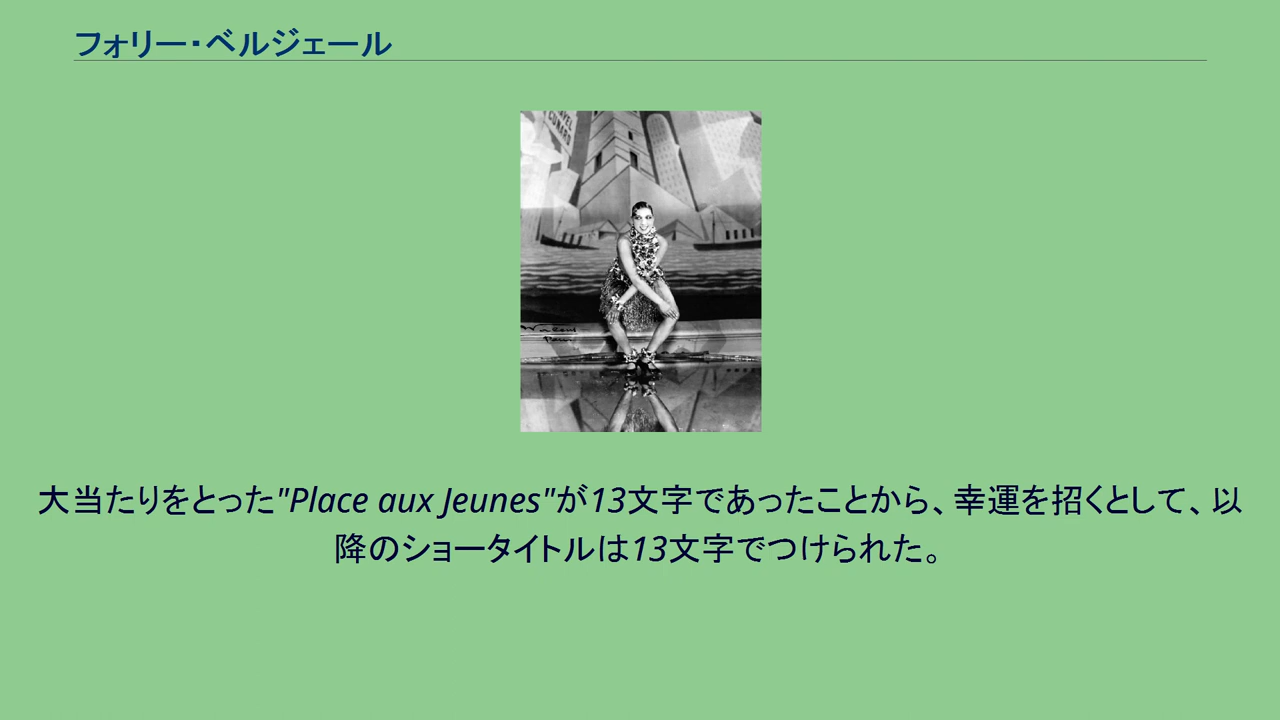 フォリー・ベルジェール
CUNARD
大当たりをとった"Place aux Jeunes"が13文字であったことから、幸運を招くとして、以
降のショータイトルは13文字でつけられた。